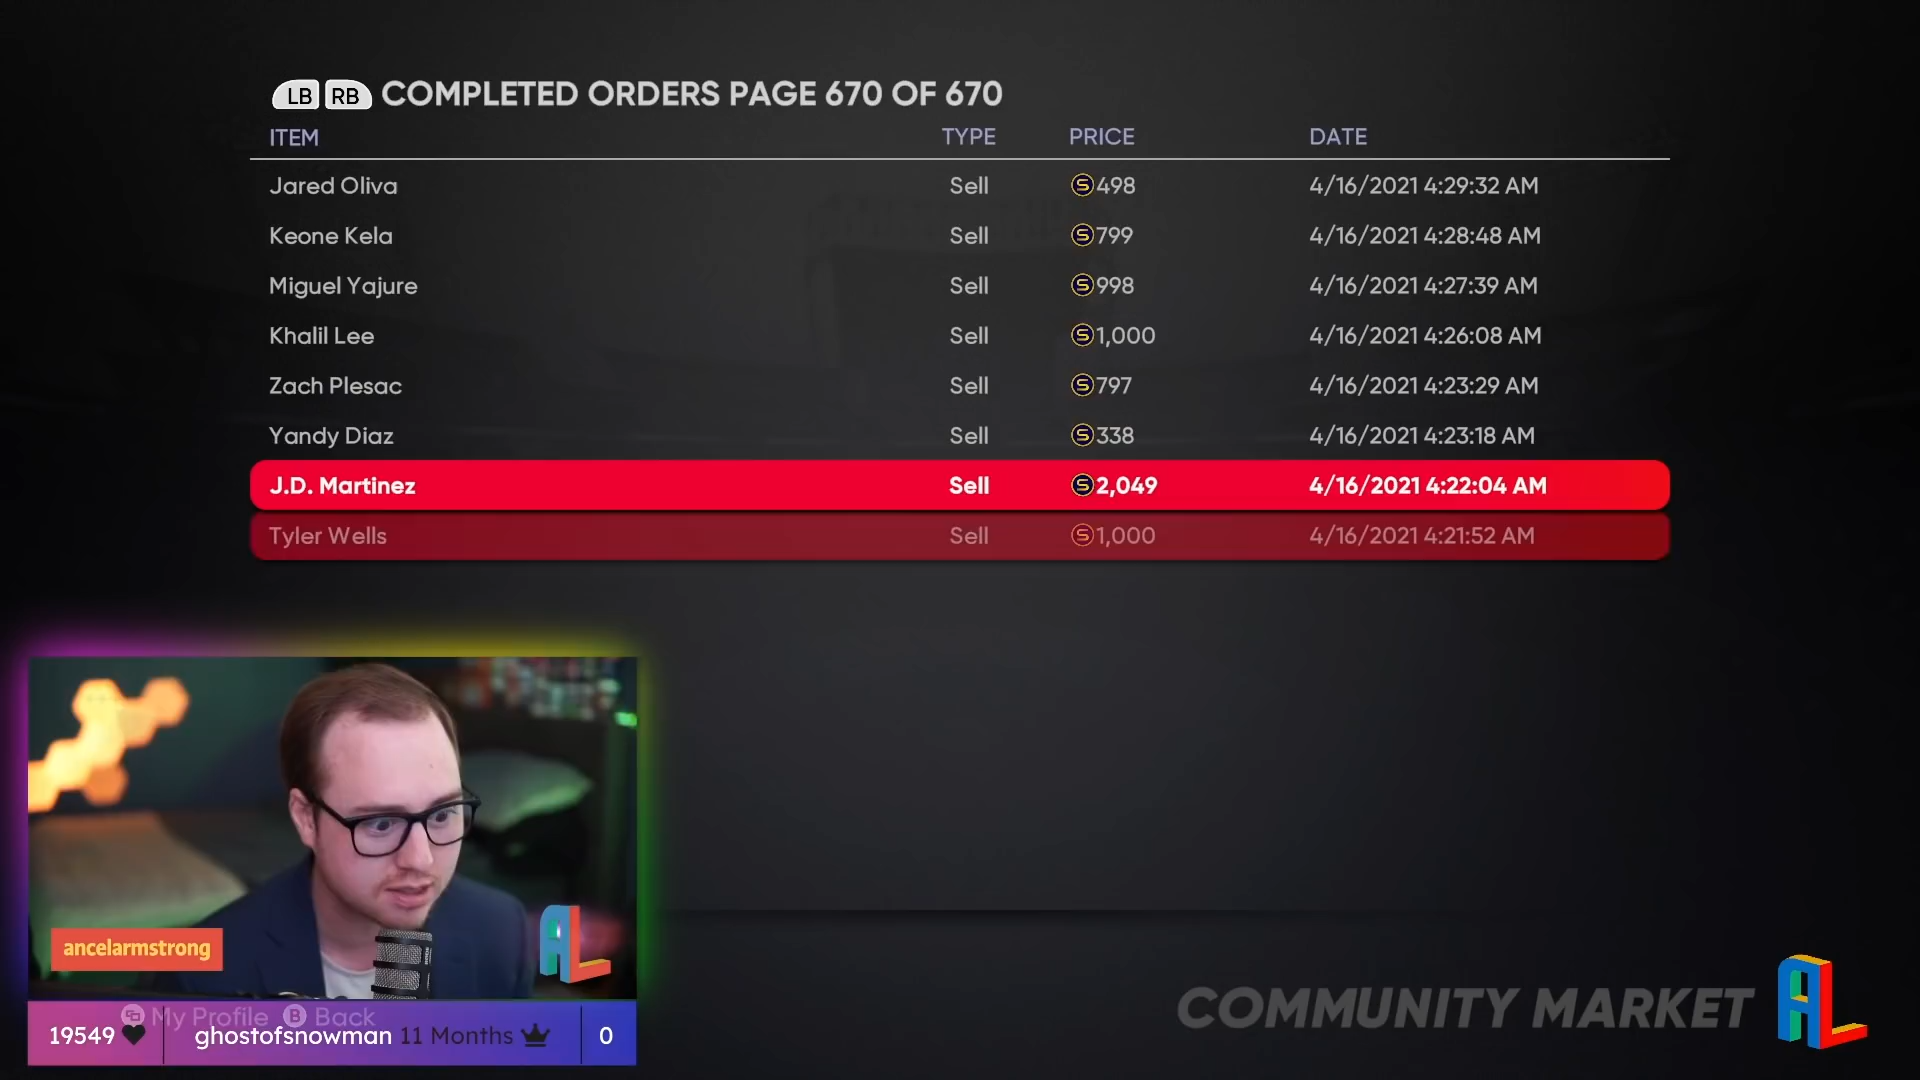 LB RB COMPLETED ORDERS PAGE 670 OF 670
ITEM TYPE PRICE DATE
Jared Oliva Sell 498 4/16/2021 4:29:32 AM
Keone Kela Sell 799 4/16/2021 4:28:48 AM
Miguel Yajure Sell 998 4/16/2021 4:27:39 AM
Khalil Lee Sell 1,000 4/16/2021 4:26:08 AM
Zach Plesac Sell 797 4/16/2021 4:23:29 AM
Yandy Diaz Sell 338 4/16/2021 4:23:18 AM
J.D. Martinez Sell 2,049 4/16/2021 4:22:04 AM
Tyler Wells Sell 1,000 4/16/2021 4:21:52 AM
ancelarmstrong
AL
My Profile B Back
19549 ghostofsnowman 11 Months 0
COMMUNITY MARKET
AL